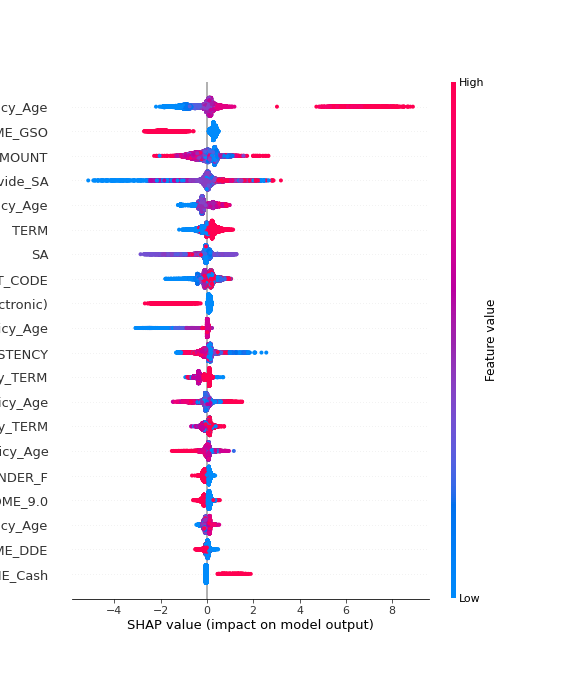 High
cy_Age
ME_GSO
MOUNT
vide_SA
cy_Age
TERM
SA
T_CODE
ctronic)
icy_Age
STENCY
y_TERM
icy_Age
y_TERM
icy_Age
NDER_F
OME_9.0
cy_Age
ME_DDE
E_Cash
Feature value
Low
−4 −2 0 2 4 6 8
SHAP value (impact on model output)